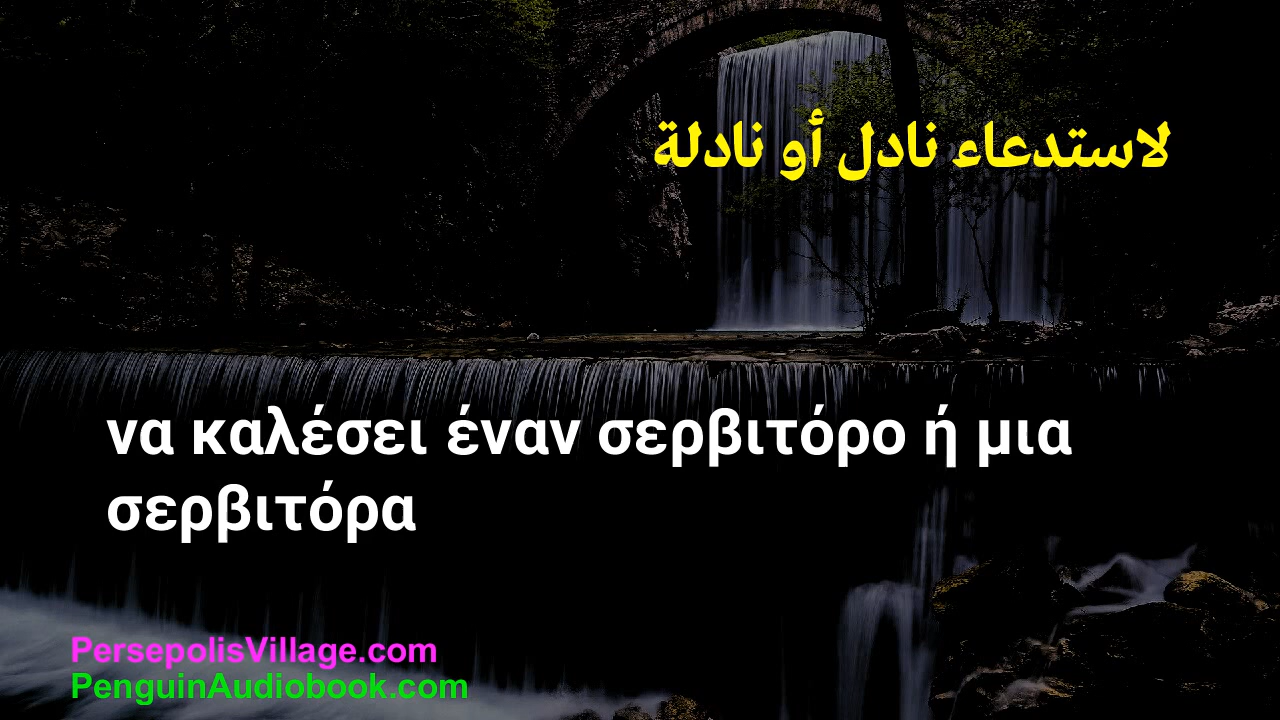 لاستدعاء نادل أو نادلة
να καλέσει έναν σερβιτόρο ή μια
σερβιτόρα
PersepolisVillage.com
PenguinAudiobook.com